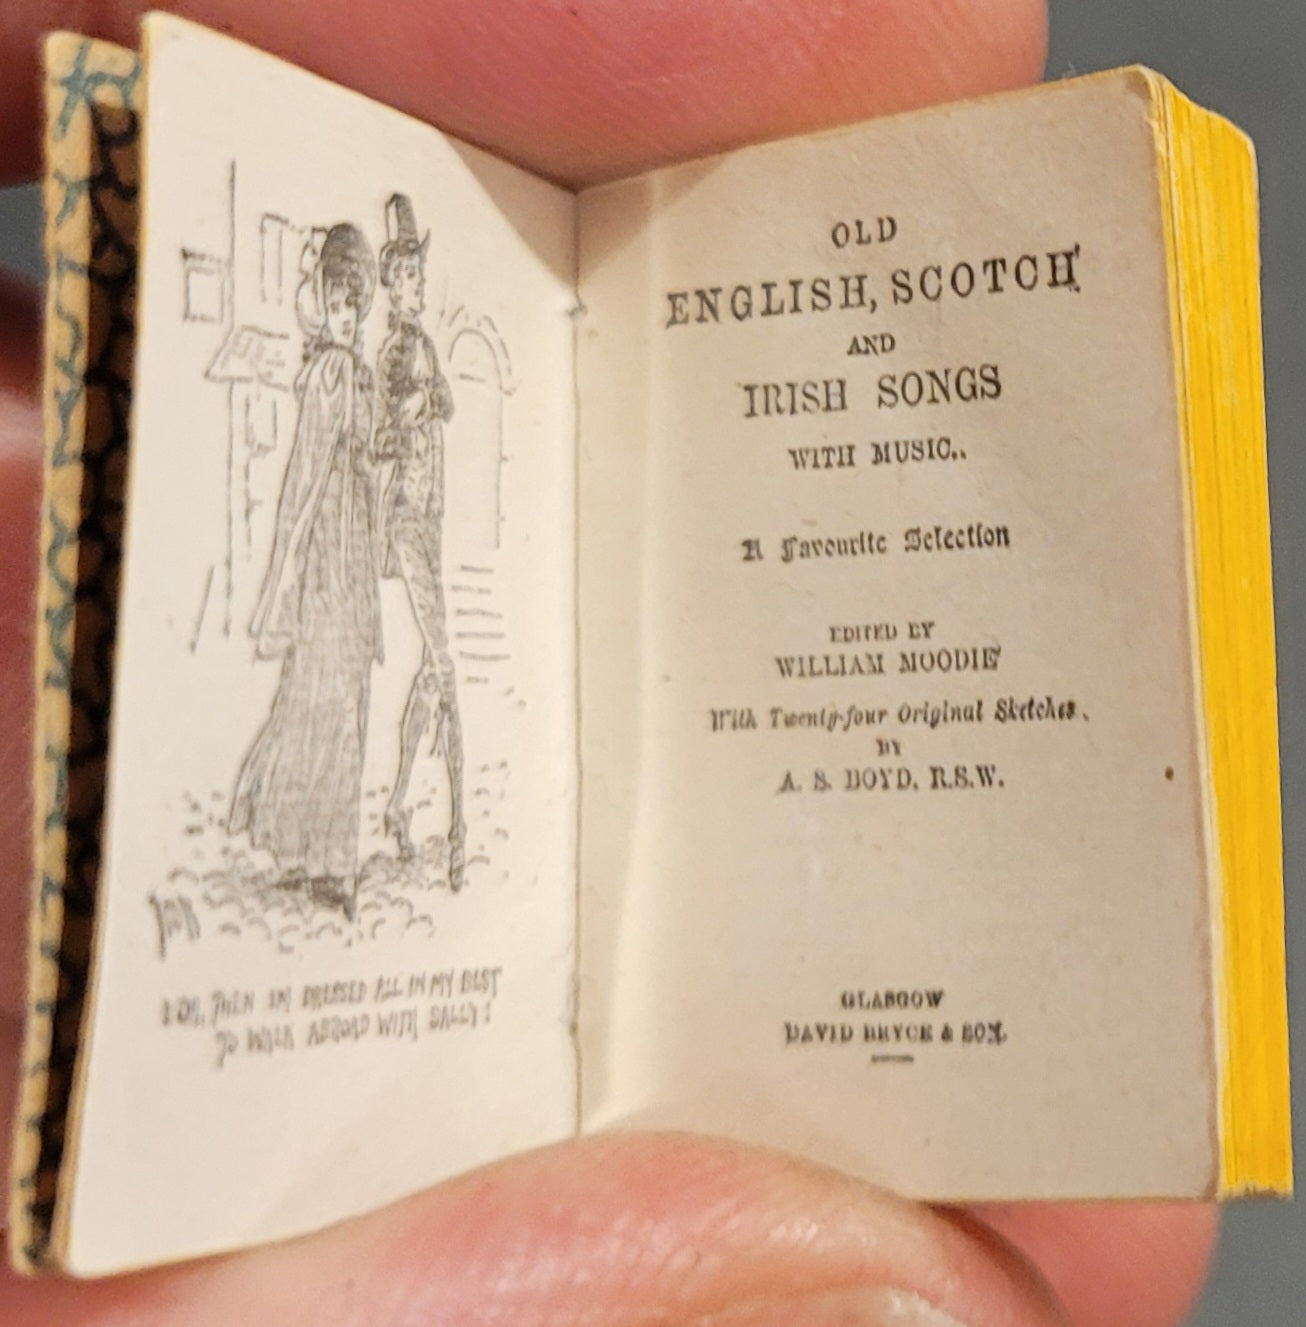 & OH, THEN I'M DRESSED ALL IN MY BEST
TO WALK ABROAD WITH SALLY:
OLD
ENGLISH, SCOTCH
AND
IRISH SONGS
WITH MUSIC.
A Favourite Selection
EDITED BY
WILLIAM MOODIE
With Twenty-four Original Sketches.
BY
A. S. BOYD, R.S.W.
GLASGOW
DAVID BRYCE & SON.